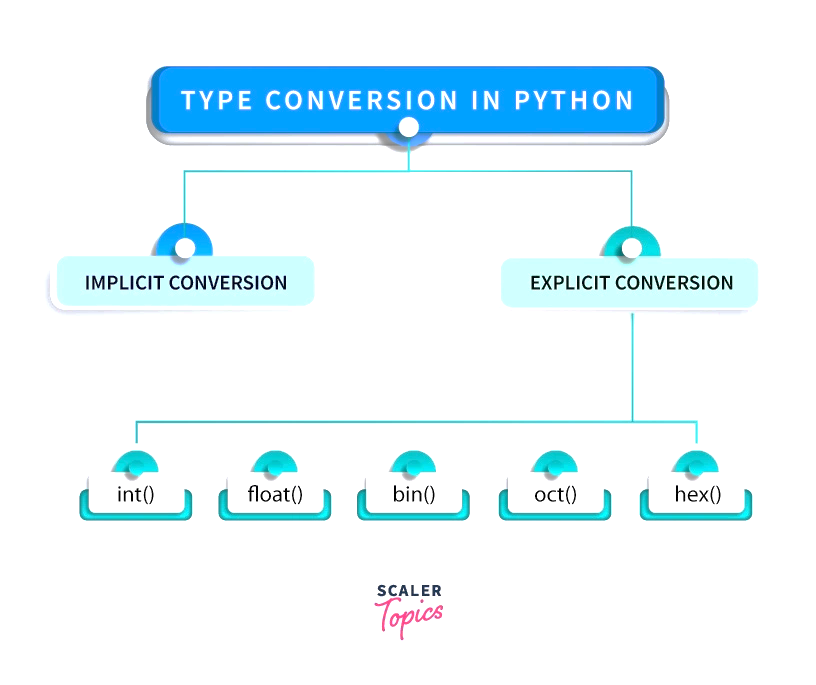 TYPE CONVERSION IN PYTHON
IMPLICIT CONVERSION
EXPLICIT CONVERSION
int()
float()
bin()
oct()
hex()
SCALER
Topics